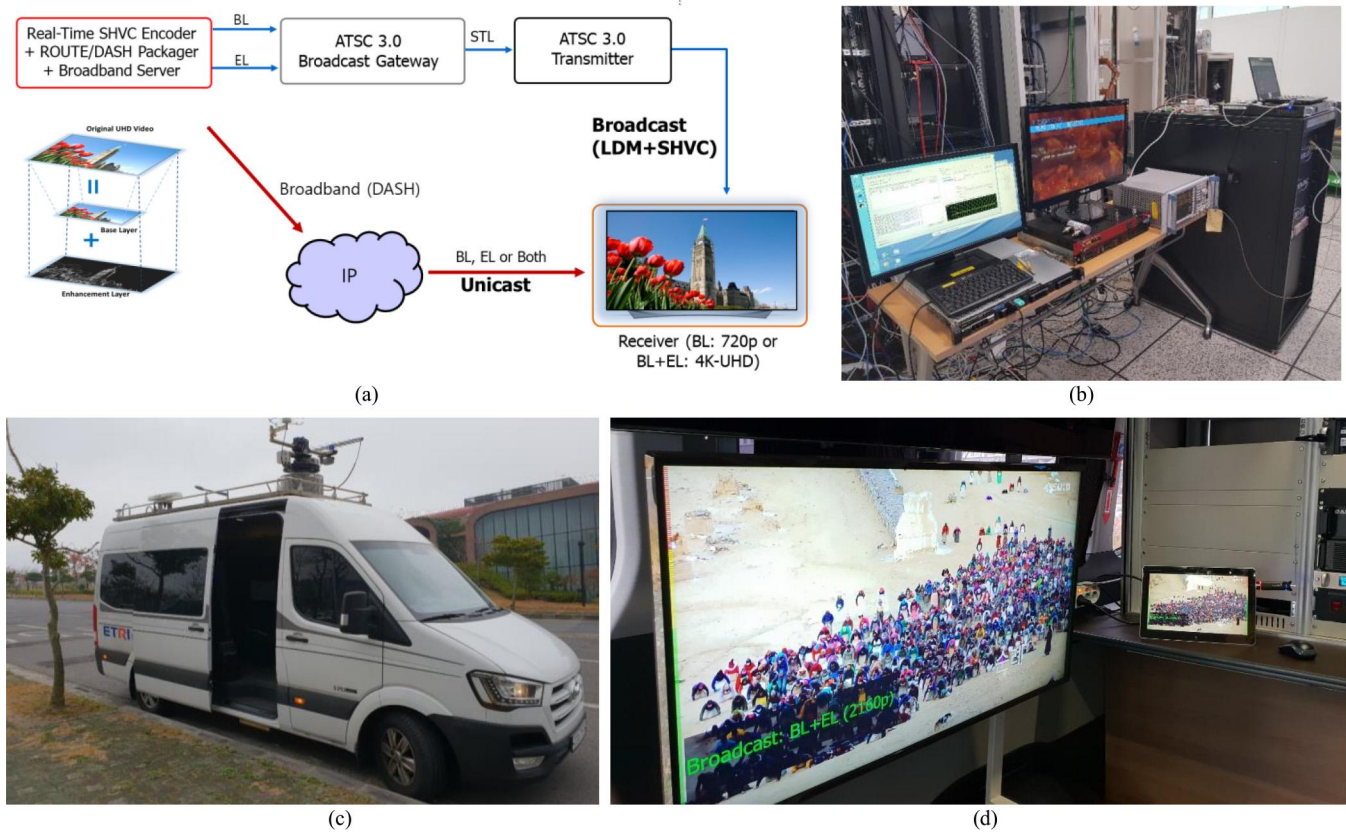 Real-Time SHVC Encoder
+ ROUTE/DASH Packager
+ Broadband Server
BL
EL
ATSC 3.0
Broadcast Gateway
STL
ATSC 3.0
Transmitter
Original UHD Video
Base Layer
Enhancement Layer
Broadband (DASH)
IP
Broadcast
(LDM+SHVC)
BL, EL or Both
Unicast
Receiver (BL: 720p or
BL+EL: 4K-UHD)
(a)
(b)
ETRI
(c)
Broadcast: BL+EL (2160p)
(d)